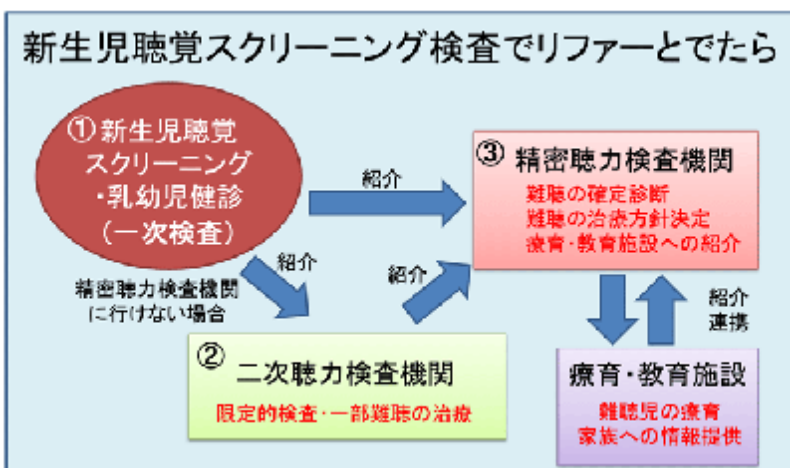 新生児聴覚スクリーニング検査でリファーとでたら
①新生児聴覚
スクリーニング
・乳幼児健診
(一次検査)
紹介
③ 精密聴力検査機関
難聴の確定診断
難聴の治療方針決定
療育・教育施設への紹介
精密聴力検査機関
に行けない場合
紹介
紹介
② 二次聴力検査機関
限定的検査・一部難聴の治療
紹介
連携
療育・教育施設
難聴児の療育
家族への情報提供